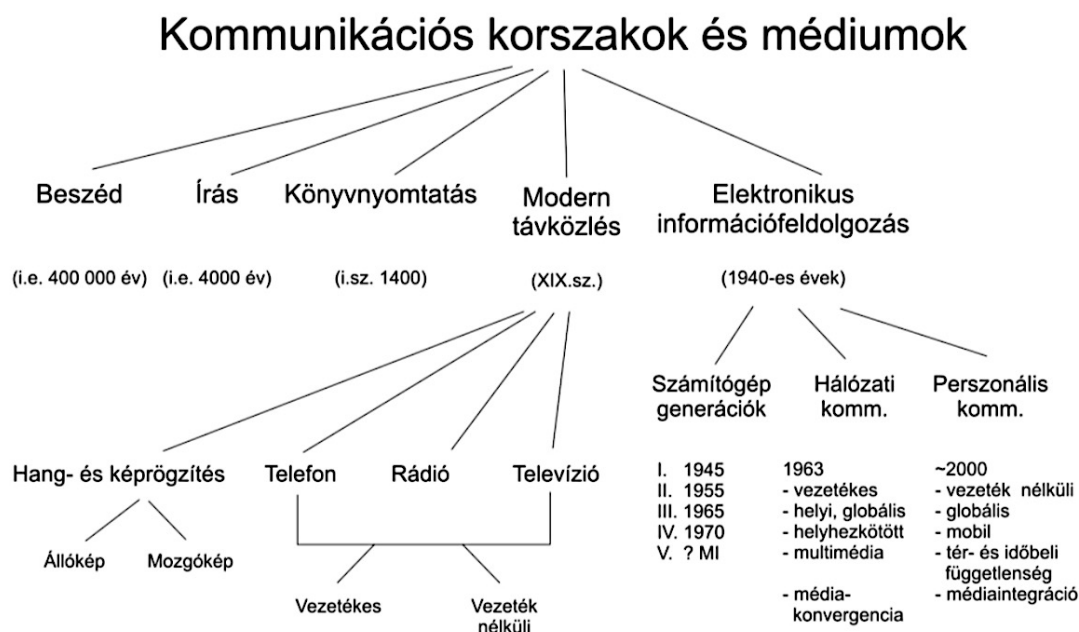 Kommunikációs korszakok és médiumok
Beszéd
Írás
Könyvnyomtatás
Modern
távközlés
Elektronikus
információfeldolgozás
(i.e. 400 000 év)
(i.e. 4000 év)
(i.sz. 1400)
(XIX.sz.)
(1940-es évek)
Hang- és képrögzítés
Telefon
Rádió
Televízió
Állókép
Mozgókép
Vezetékes
Vezeték
nélküli
Számítógép
generációk
I. 1945
II. 1955
III. 1965
IV. 1970
V. ? MI
Hálózati
komm.
1963
- vezetékes
- helyi, globális
- helyhezkötött
- multimédia
- média-
konvergencia
Perszonális
komm.
~2000
- vezeték nélküli
- globális
- mobil
- tér- és időbeli
függetlenség
- médiaintegráció